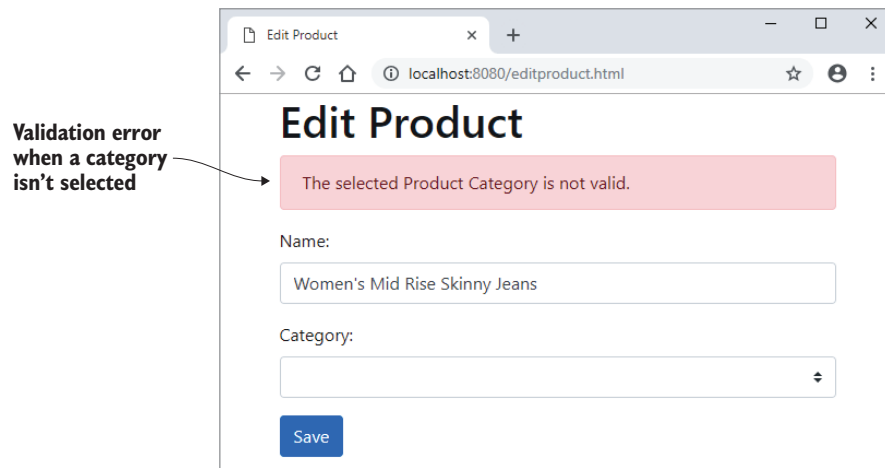 Edit Product
localhost:8080/editproduct.html
Edit Product
Validation error
when a category
isn't selected
The selected Product Category is not valid.
Name:
Women's Mid Rise Skinny Jeans
Category:
Save